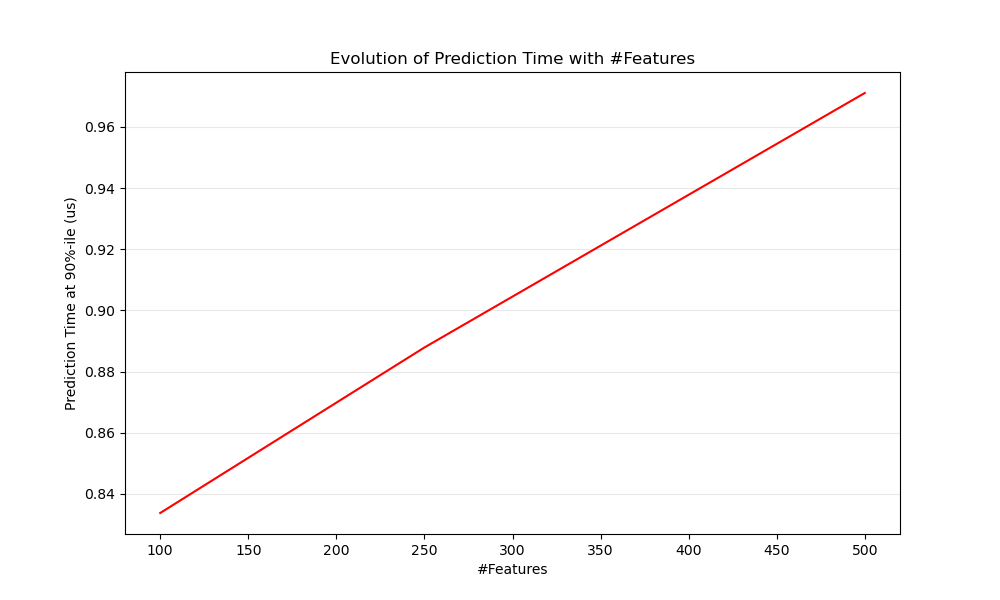 Evolution of Prediction Time with #Features
Prediction Time at 90%-ile (us)
0.96
0.94
0.92
0.90
0.88
0.86
0.84
100 150 200 250 300 350 400 450 500
#Features